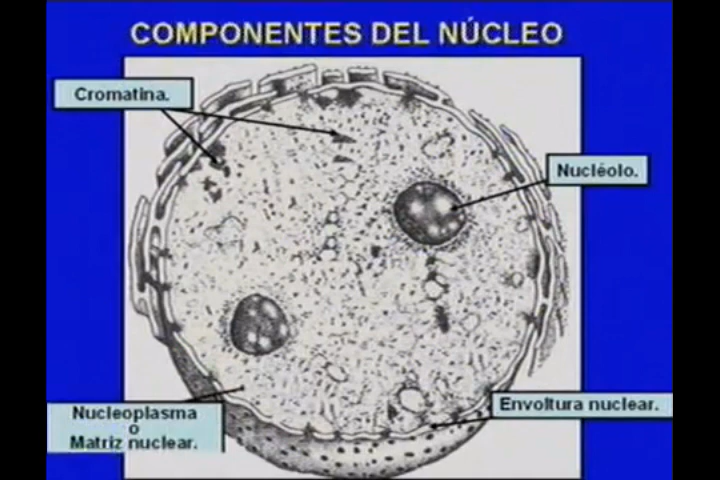 COMPONENTES DEL NÚCLEO
Cromatina.
Nucléolo.
Nucleoplasma
o
Matriz nuclear.
Envoltura nuclear.